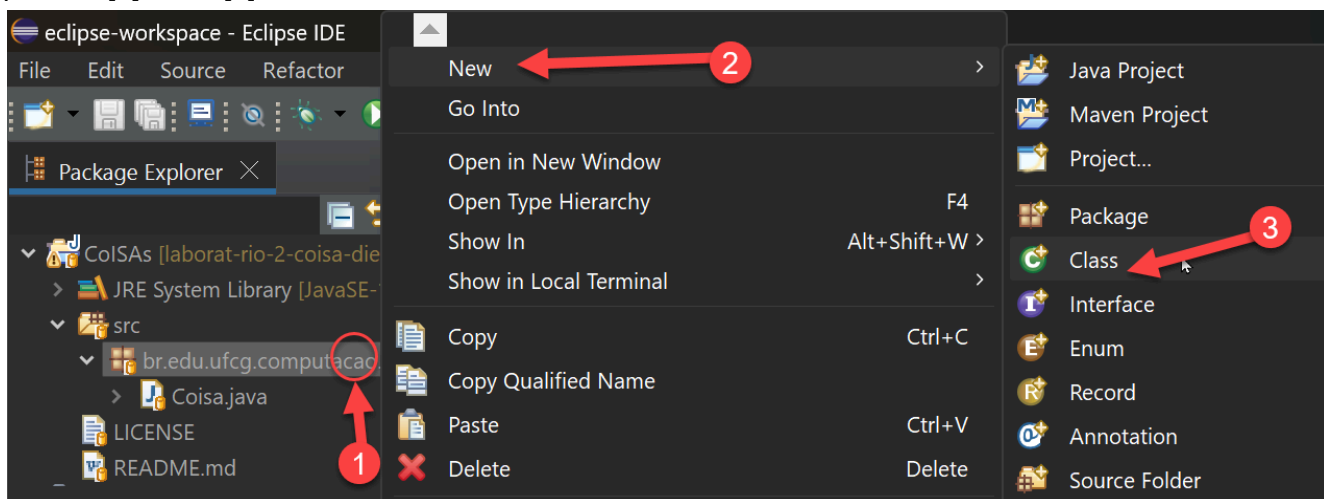 eclipse-workspace - Eclipse IDE
File Edit Source Refactor
Package Explorer
CoISAs [laborat-rio-2-coisa-die
JRE System Library [JavaSE-
src
br.edu.ufcg.computacao
Coisa.java
LICENSE
README.md
1
New
2
Go Into
Open in New Window
Open Type Hierarchy F4
Show In Alt+Shift+W
Show in Local Terminal
Copy Ctrl+C
Copy Qualified Name
Paste Ctrl+V
Delete Delete
Java Project
Maven Project
Project...
Package
3
Class
Interface
Enum
Record
Annotation
Source Folder